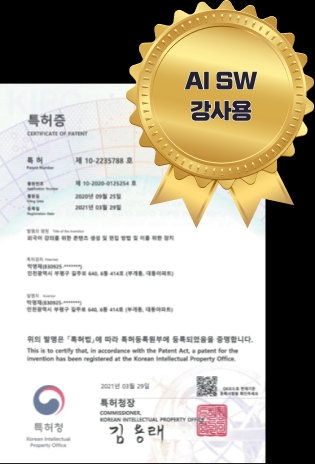 AI SW
강사용
특허증
CERTIFICATE OF PATENT
특 허
Patent Number
제 10-2235788 호
출원번호
Application Number
제 10-2020-0125254 호
출원일
Filing Date
2020년 09월 25일
등록일
Registration Date
2021년 03월 29일
발명의 명칭 Title of the Invention
외국어 강의를 위한 콘텐츠 생성 및 편집 방법 및 이를 위한 장치
특허권자 Patentee
인천광역시 부평구 길주로 640, 6동 414호 (부개동, 대동아파트)
발명자 Inventor
인천광역시 부평구 길주로 640, 6동 414호 (부개동, 대동아파트)
위의 발명은 「특허법」에 따라 특허등록원부에 등록되었음을 증명합니다.
This is to certify that, in accordance with the Patent Act, a patent for the
invention has been registered at the Korean Intellectual Property Office.
2021년 03월 29일
특허청장
COMMISSIONER,
KOREAN INTELLECTUAL PROPERTY OFFICE
김용래
특허청
Korean Intellectual
Property Office